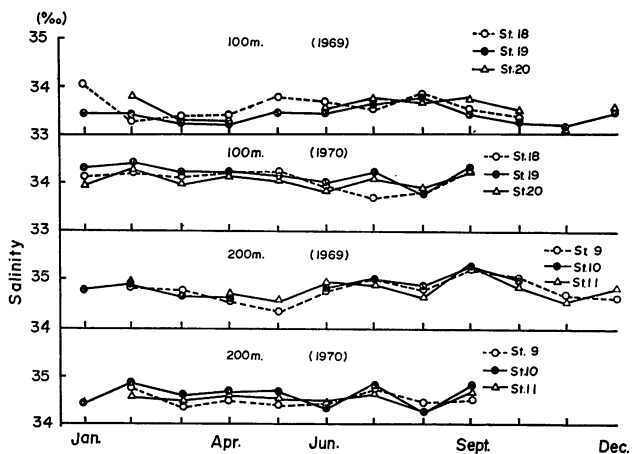 (‰)
35
100m. (1969)
St. 18
St. 19
St. 20
34
33
100m. (1970)
St. 18
St. 19
St. 20
34
33
Salinity
200m. (1969)
St. 9
St. 10
St. 11
35
34
200m. (1970)
St. 9
St. 10
St. 11
35
34
Jan. Apr. Jun. Sept. Dec.